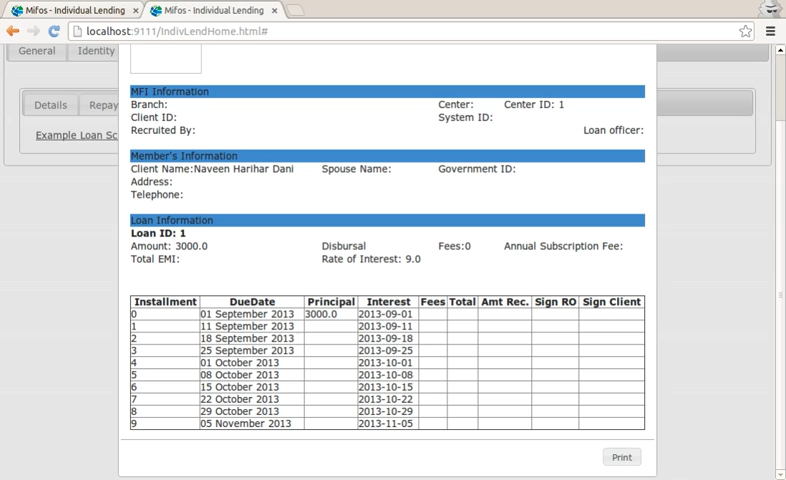 Mifos - Individual Lending
Mifos - Individual Lending
localhost:9111/IndivLendHome.html#
General Identity
Details Repay
Example Loan Sc
MFI Information
Branch: Center: Center ID: 1
Client ID: System ID:
Recruited By: Loan officer:
Member's Information
Client Name:Naveen Harihar Dani Spouse Name: Government ID:
Address:
Telephone:
Loan Information
Loan ID: 1
Amount: 3000.0 Disbursal Fees:0 Annual Subscription Fee:
Total EMI: Rate of Interest: 9.0
Installment DueDate Principal Interest Fees Total Amt Rec. Sign RO Sign Client
0 01 September 2013 3000.0 2013-09-01
1 11 September 2013 2013-09-11
2 18 September 2013 2013-09-18
3 25 September 2013 2013-09-25
4 01 October 2013 2013-10-01
5 08 October 2013 2013-10-08
6 15 October 2013 2013-10-15
7 22 October 2013 2013-10-22
8 29 October 2013 2013-10-29
9 05 November 2013 2013-11-05
Print